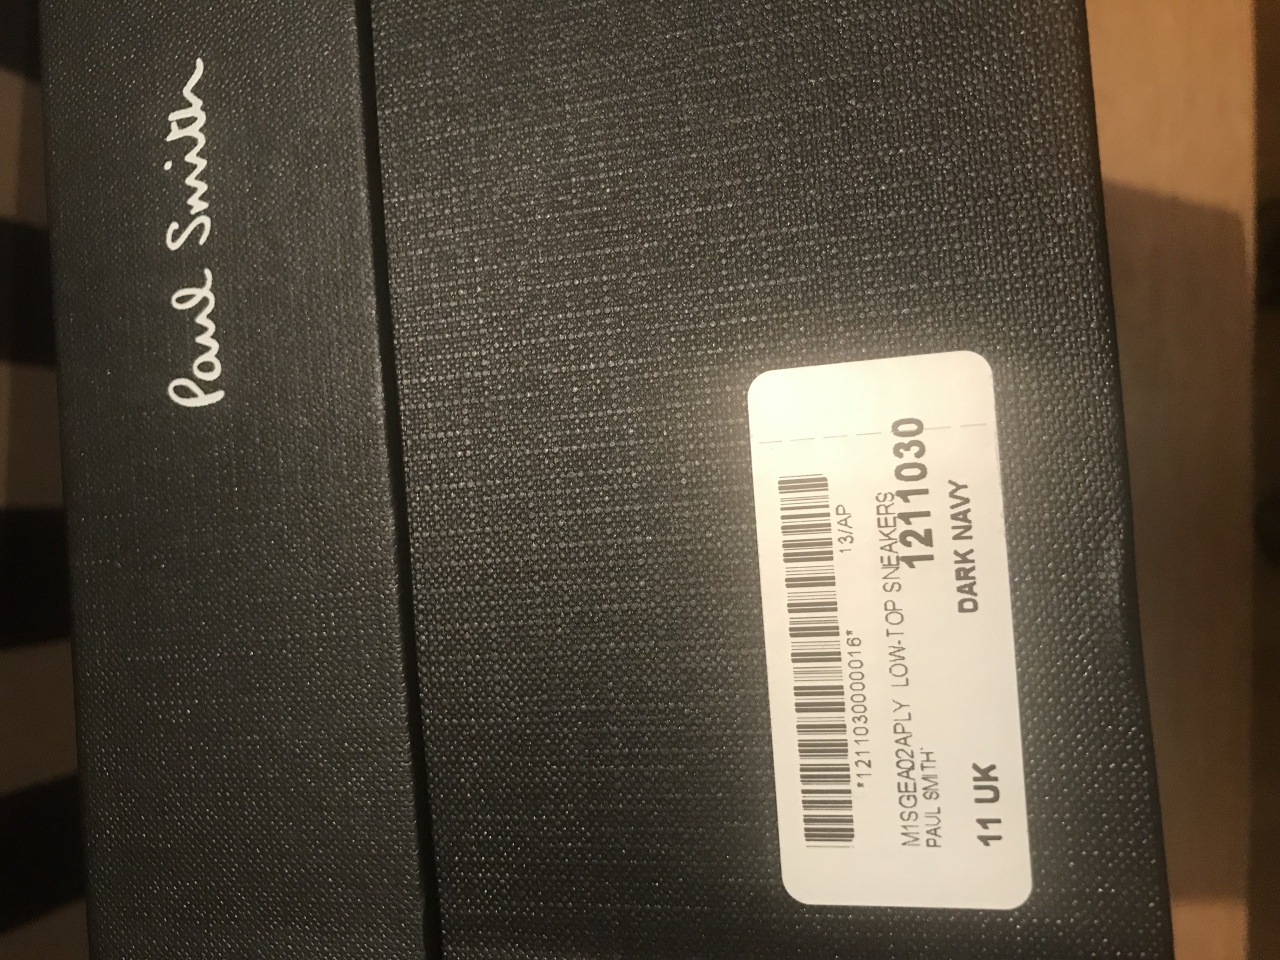 Paul Smith
*1211030000016*
13/AP
M1SGEA02APLY LOW-TOP SNEAKERS
PAUL SMITH
1211030
11 UK
DARK NAVY